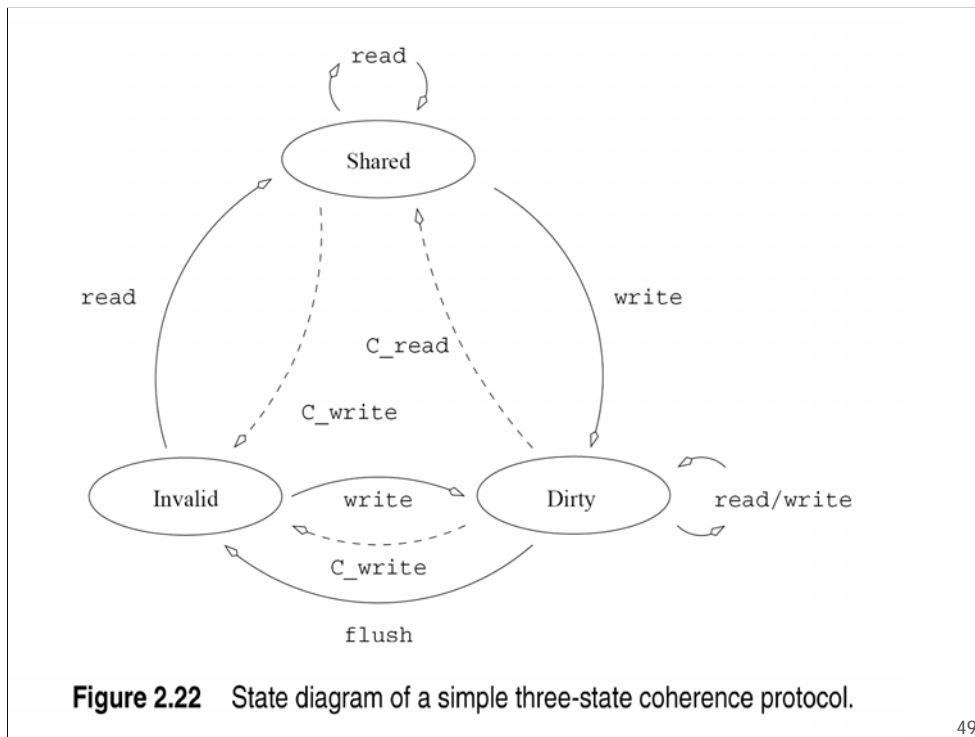 read
Shared
read
write
C_read
C_write
Invalid
write
Dirty
read/write
C_write
flush
Figure 2.22 State diagram of a simple three-state coherence protocol.
49